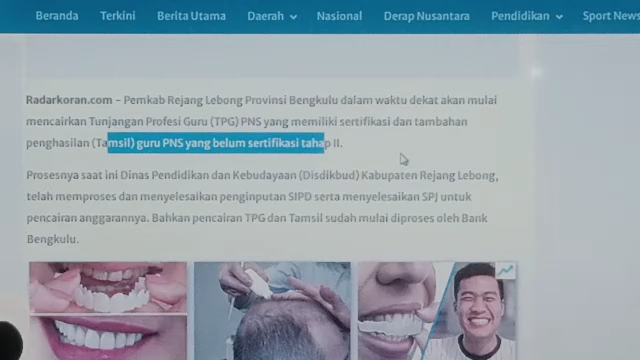 Beranda Terkini Berita Utama Daerah Nasional Derap Nusantara Pendidikan Sport News
Radarkoran.com - Pemkab Rejang Lebong Provinsi Bengkulu dalam waktu dekat akan mulai
mencairkan Tunjangan Profesi Guru (TPG) PNS yang memiliki sertifikasi dan tambahan
penghasilan (Tamsil) guru PNS yang belum sertifikasi tahap II.
Prosesnya saat ini Dinas Pendidikan dan Kebudayaan (Disdikbud) Kabupaten Rejang Lebong,
telah memproses dan menyelesaikan penginputan SIPD serta menyelesaikan SPJ untuk
pencairan anggarannya. Bahkan pencairan TPG dan Tamsil sudah mulai diproses oleh Bank
Bengkulu.